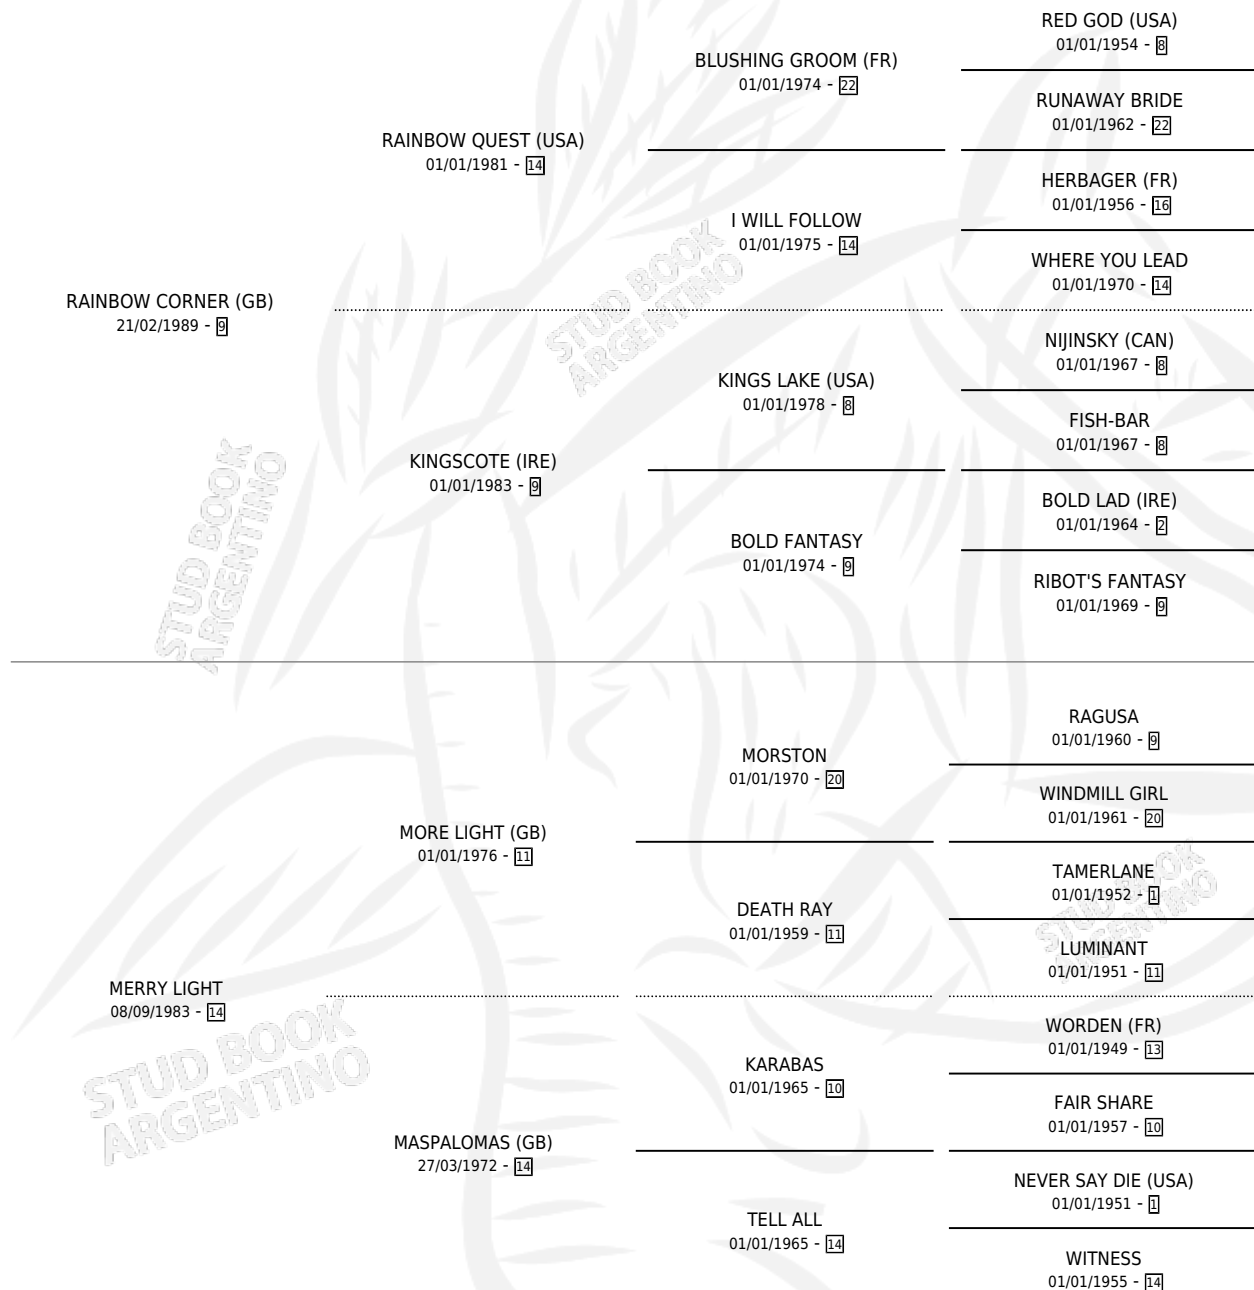 RED GOD (USA)
01/01/1954 - 8
BLUSHING GROOM (FR)
01/01/1974 - 22
RUNAWAY BRIDE
01/01/1962 - 22
RAINBOW QUEST (USA)
01/01/1981 - 14
HERBAGER (FR)
01/01/1956 - 16
I WILL FOLLOW
01/01/1975 - 14
WHERE YOU LEAD
01/01/1970 - 14
RAINBOW CORNER (GB)
21/02/1989 - 9
NIJINSKY (CAN)
01/01/1967 - 8
KINGS LAKE (USA)
01/01/1978 - 8
FISH-BAR
01/01/1967 - 8
KINGSCOTE (IRE)
01/01/1983 - 9
BOLD LAD (IRE)
01/01/1964 - 2
BOLD FANTASY
01/01/1974 - 9
RIBOT'S FANTASY
01/01/1969 - 9
RAGUSA
01/01/1960 - 9
MORSTON
01/01/1970 - 20
WINDMILL GIRL
01/01/1961 - 20
MORE LIGHT (GB)
01/01/1976 - 11
TAMERLANE
01/01/1952 - 1
DEATH RAY
01/01/1959 - 11
LUMINANT
01/01/1951 - 11
MERRY LIGHT
08/09/1983 - 14
WORDEN (FR)
01/01/1949 - 13
KARABAS
01/01/1965 - 10
FAIR SHARE
01/01/1957 - 10
MASPALOMAS (GB)
27/03/1972 - 14
NEVER SAY DIE (USA)
01/01/1951 - 1
TELL ALL
01/01/1965 - 14
WITNESS
01/01/1955 - 14
STUD BOOK
ARGENTINO
STUD BOOK
ARGENTINO
STUD BOOK
ARGENTINO
STUD BOOK
ARGENTINO